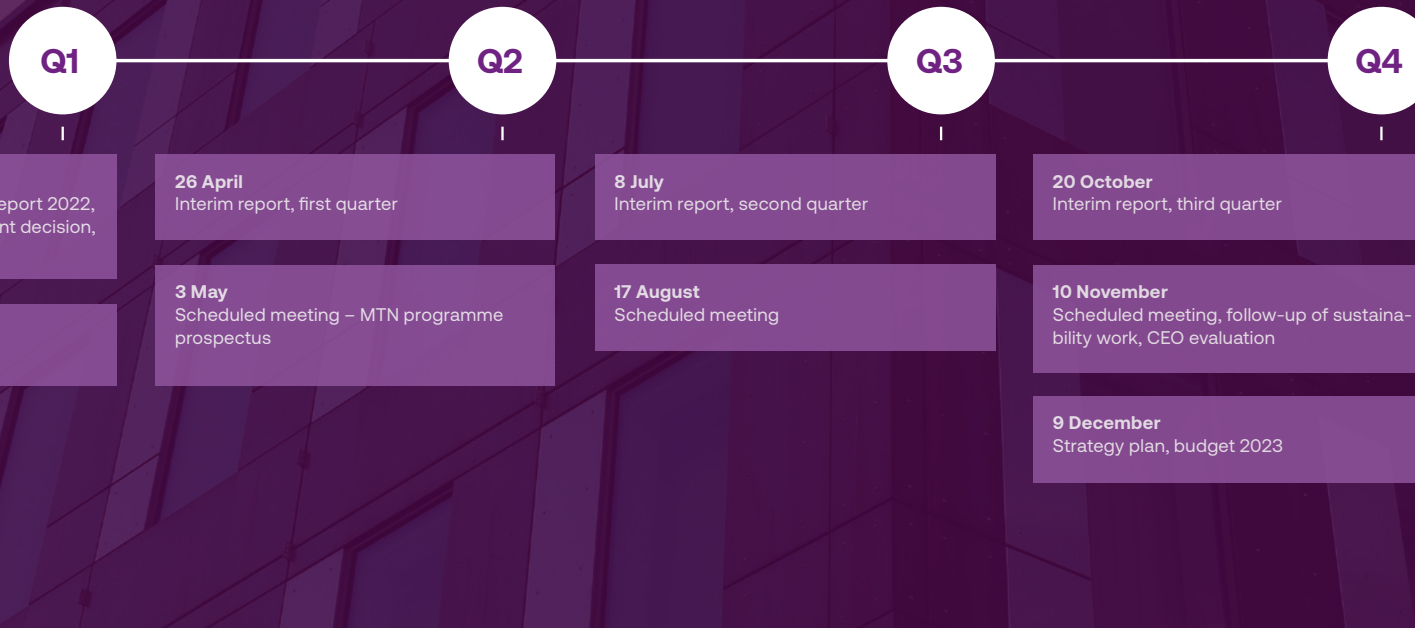 Q1
Q2
Q3
Q4
2022,
decision,
26 April
Interim report, first quarter
3 May
Scheduled meeting – MTN programme
prospectus
8 July
Interim report, second quarter
17 August
Scheduled meeting
20 October
Interim report, third quarter
10 November
Scheduled meeting, follow-up of sustaina-
bility work, CEO evaluation
9 December
Strategy plan, budget 2023